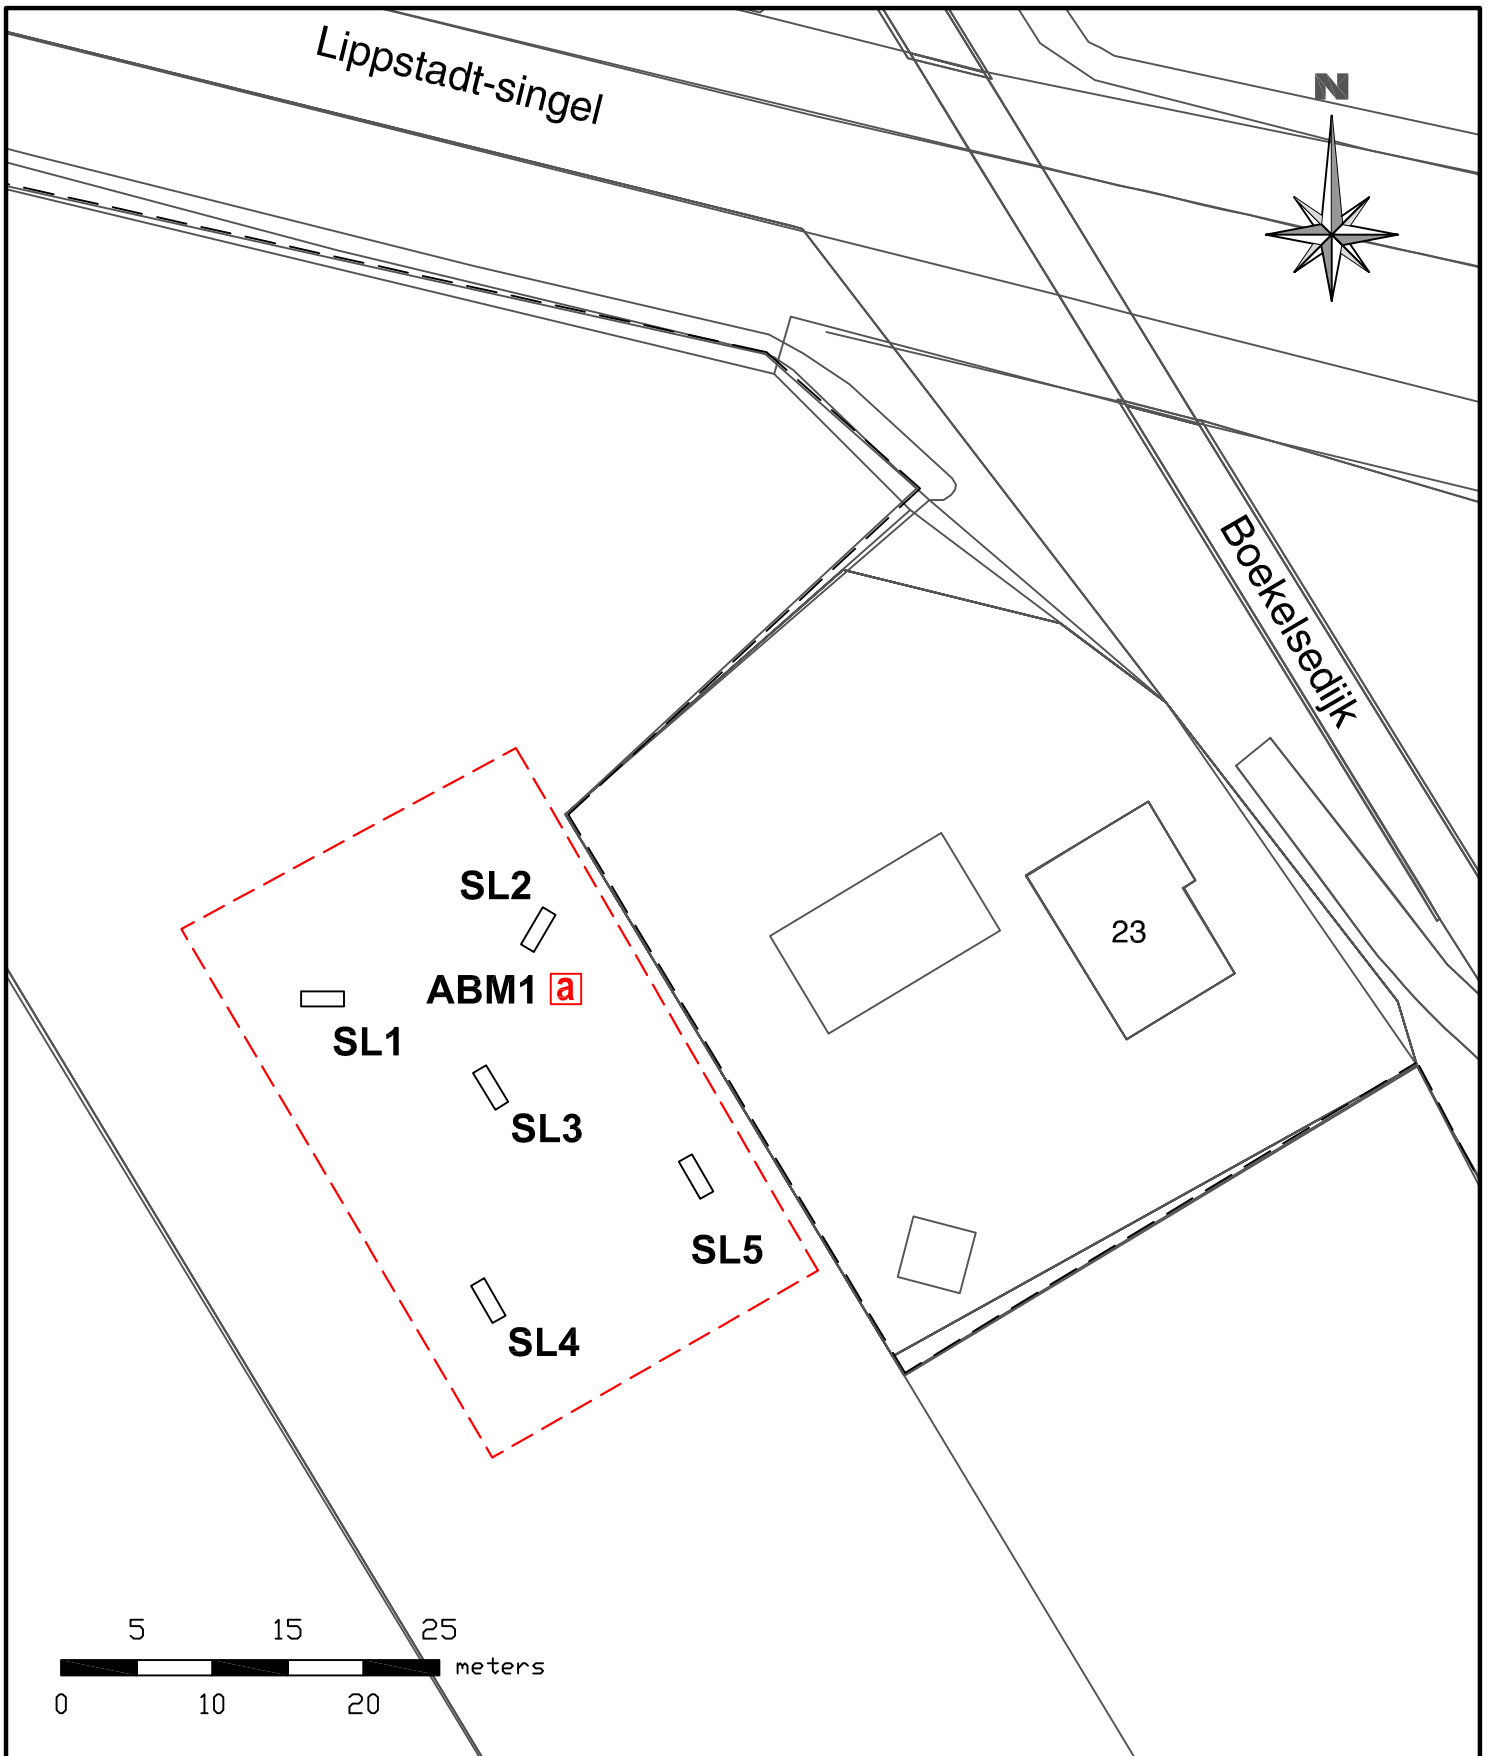 Lippstadt-singel
N
Boekelsedijk
SL2
23
ABM1 a
SL1
SL3
SL5
SL4
5 15 25
meters
0 10 20